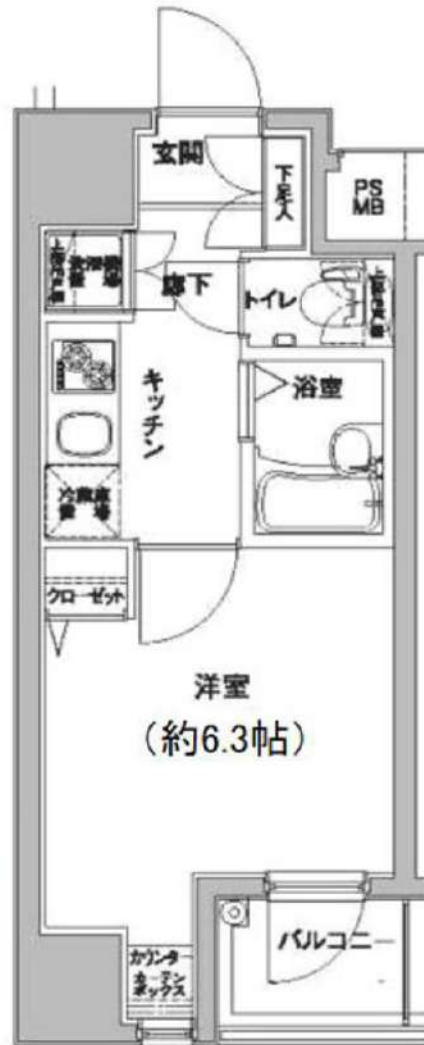 玄関
下足入
PS
MB
廊下
トイレ
浴室
キッチン
冷蔵庫
置場
クローゼット
洋室
(約6.3帖)
バルコニー
カウンター
カーテン
ボックス